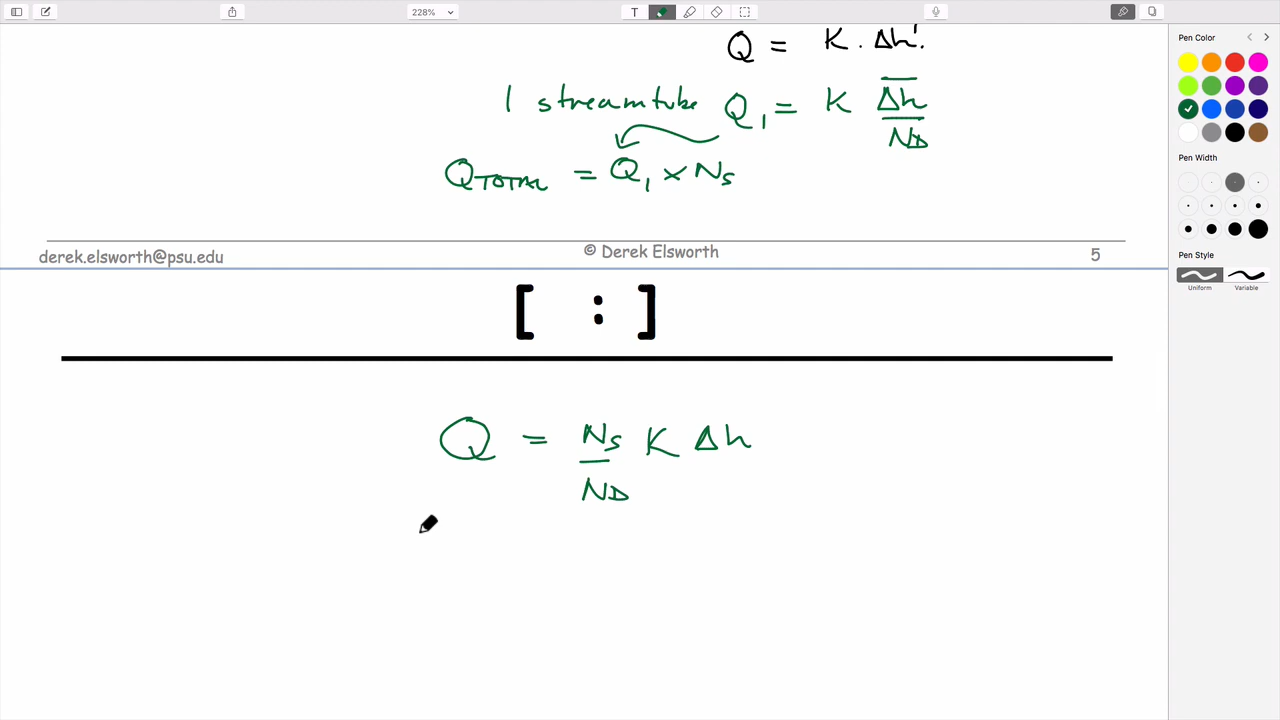 228%
T
Q = K . Δh'.
1 streamtube Q1 = K Δh
ND
QTOTAL = Q1 × NS
derek.elsworth@psu.edu © Derek Elsworth 5
[ : ]
Q = NS K Δh
ND
Pen Color
Pen Width
Pen Style
Uniform Variable